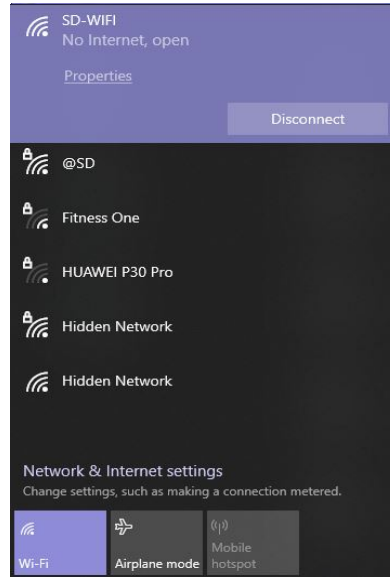 SD-WIFI
No Internet, open
Properties
Disconnect
@SD
Fitness One
HUAWEI P30 Pro
Hidden Network
Hidden Network
Network & Internet settings
Change settings, such as making a connection metered.
Wi-Fi
Airplane mode
Mobile
hotspot